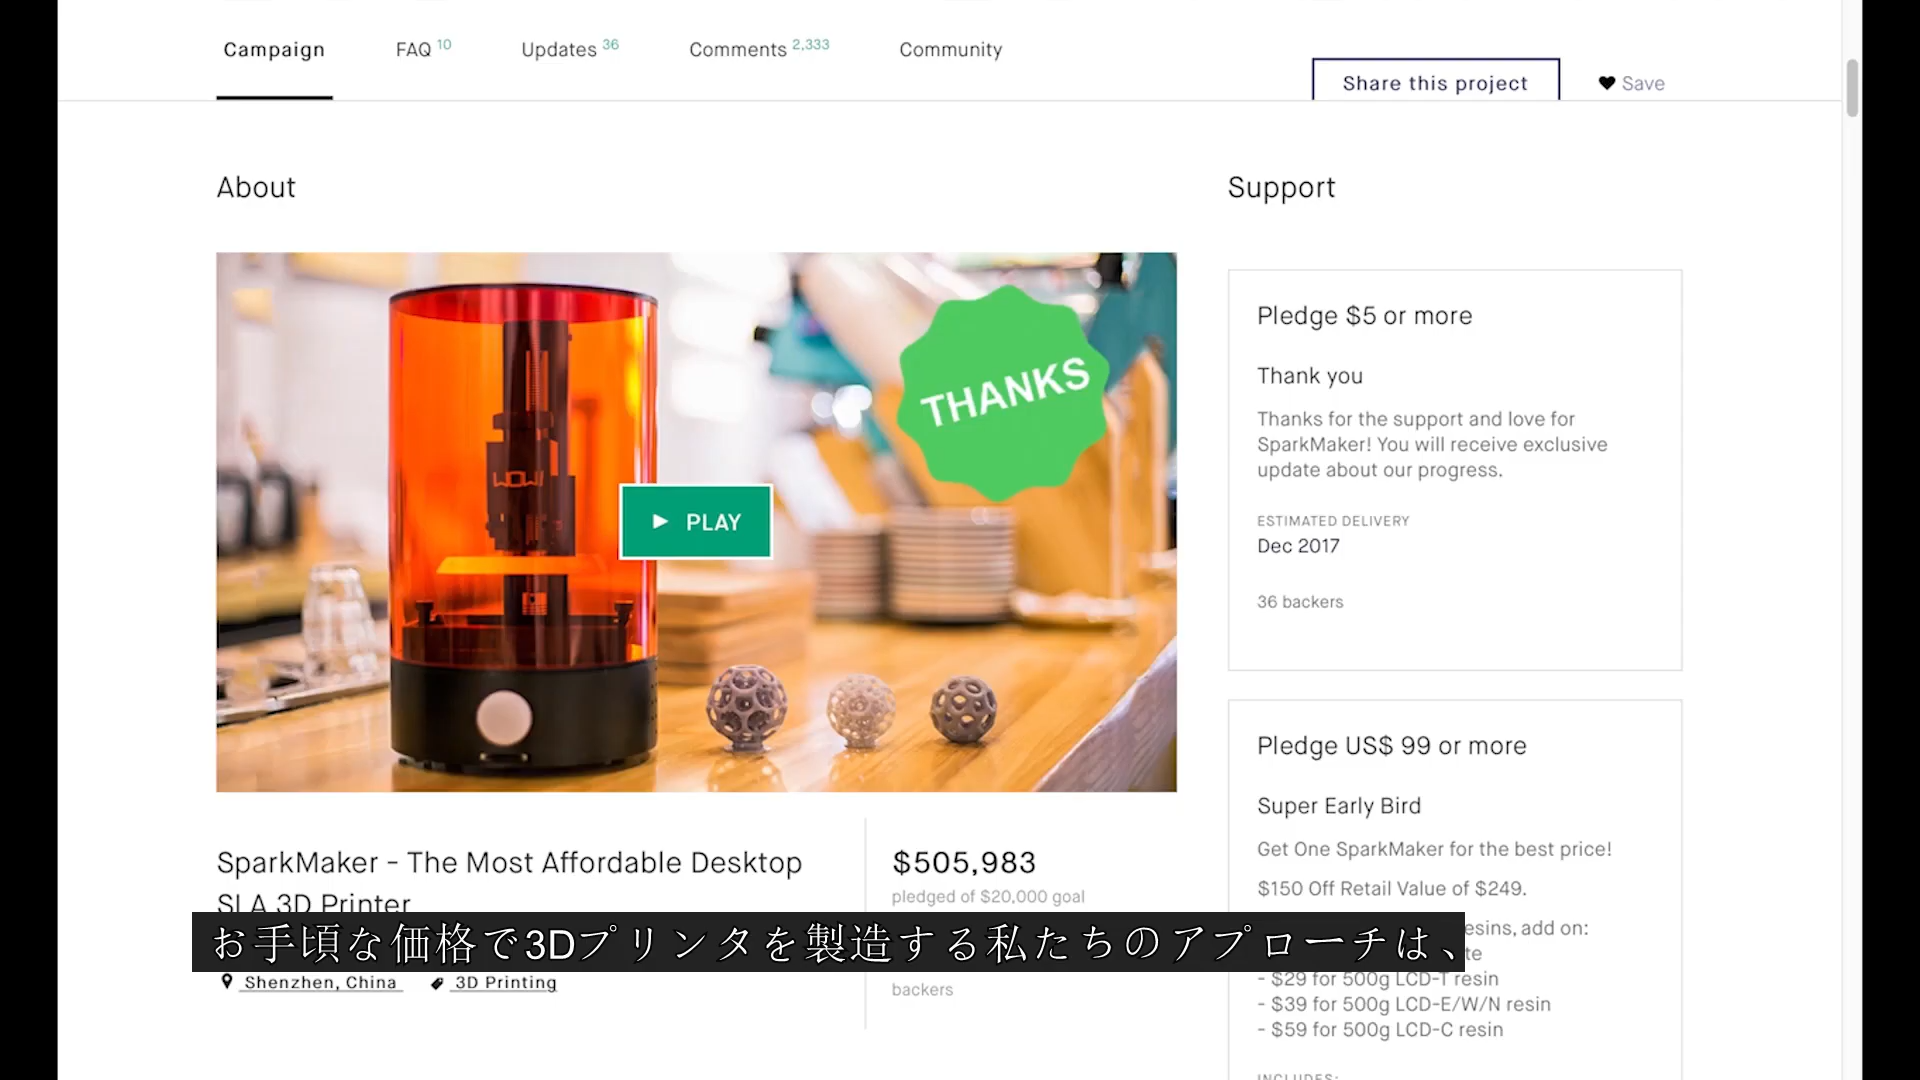 Campaign
FAQ 10
Updates 36
Comments 2,333
Community
Share this project
Save
About
Support
THANKS
WOW!
PLAY
Pledge $5 or more
Thank you
Thanks for the support and love for
SparkMaker! You will receive exclusive
update about our progress.
ESTIMATED DELIVERY
Dec 2017
36 backers
Pledge US$ 99 or more
Super Early Bird
Get One SparkMaker for the best price!
$150 Off Retail Value of $249.
esins, add on:
te
- $29 for 500g LCD-T resin
- $39 for 500g LCD-E/W/N resin
- $59 for 500g LCD-C resin
INCLUDES:
SparkMaker - The Most Affordable Desktop
SLA 3D Printer
$505,983
pledged of $20,000 goal
お手頃な価格で3Dプリンタを製造する私たちのアプローチは、
Shenzhen, China
3D Printing
backers